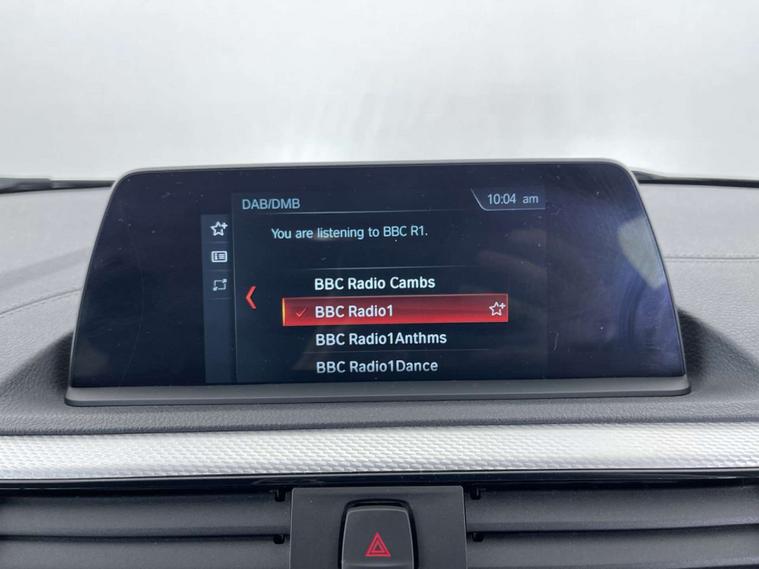 DAB/DMB 10:04 am
You are listening to BBC R1.
BBC Radio Cambs
BBC Radio1
BBC Radio1Anthms
BBC Radio1Dance